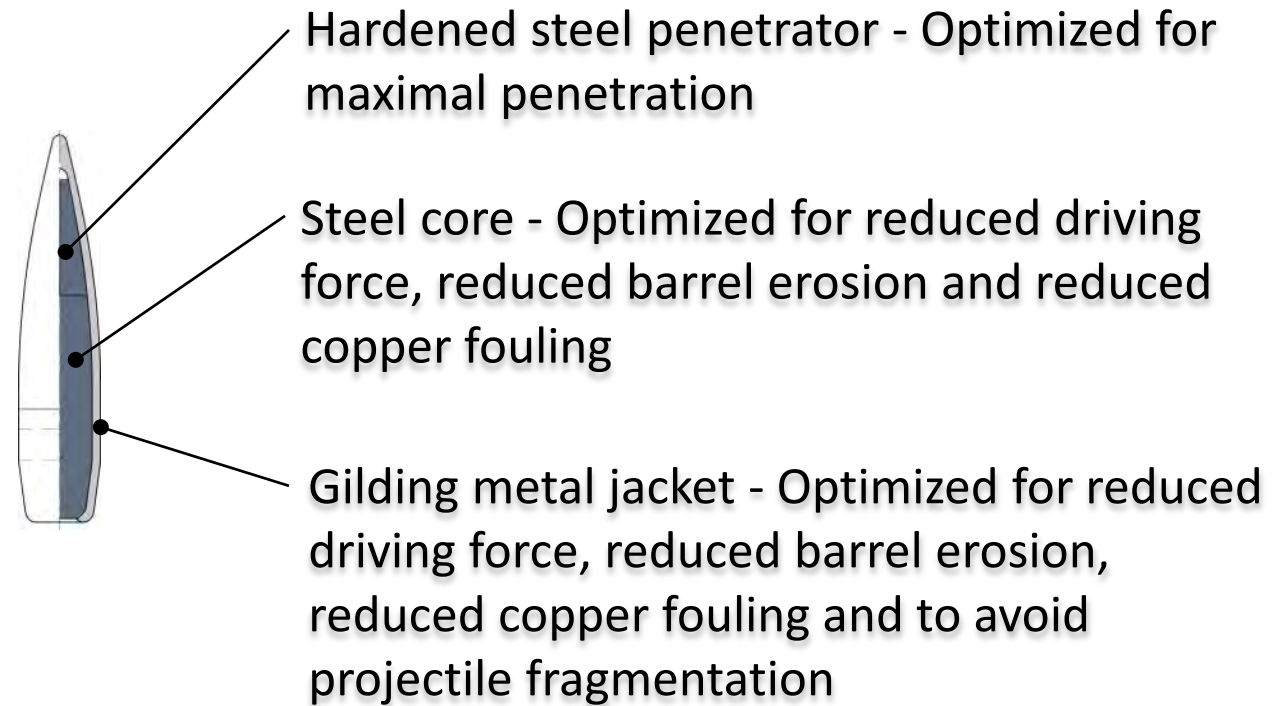 Hardened steel penetrator - Optimized for
maximal penetration
Steel core - Optimized for reduced driving
force, reduced barrel erosion and reduced
copper fouling
Gilding metal jacket - Optimized for reduced
driving force, reduced barrel erosion,
reduced copper fouling and to avoid
projectile fragmentation